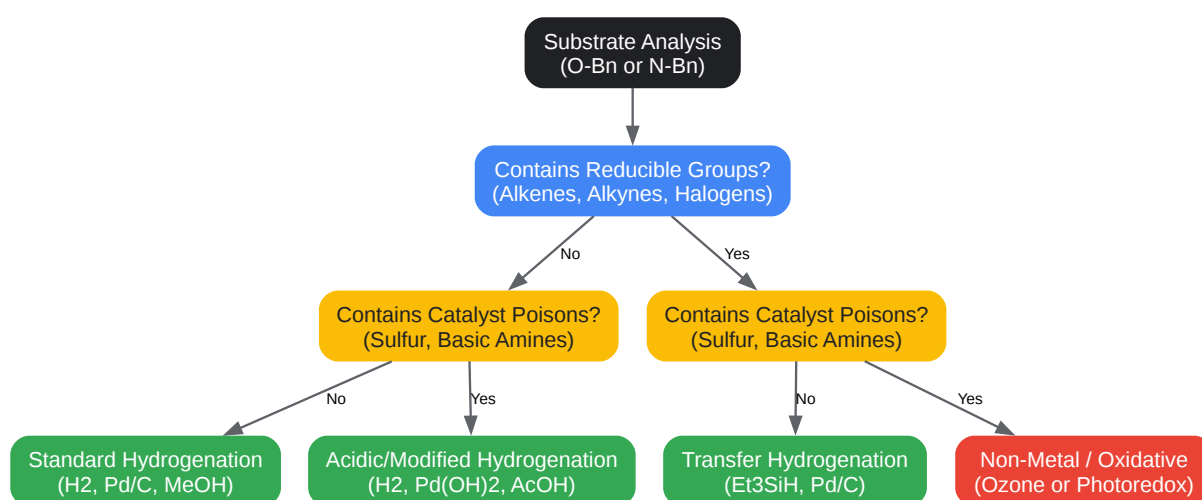 Substrate Analysis
(O-Bn or N-Bn)
Contains Reducible Groups?
(Alkenes, Alkynes, Halogens)
No
Yes
Contains Catalyst Poisons?
(Sulfur, Basic Amines)
Contains Catalyst Poisons?
(Sulfur, Basic Amines)
No
Yes
No
Yes
Standard Hydrogenation
(H2, Pd/C, MeOH)
Acidic/Modified Hydrogenation
(H2, Pd(OH)2, AcOH)
Transfer Hydrogenation
(Et3SiH, Pd/C)
Non-Metal / Oxidative
(Ozone or Photoredox)